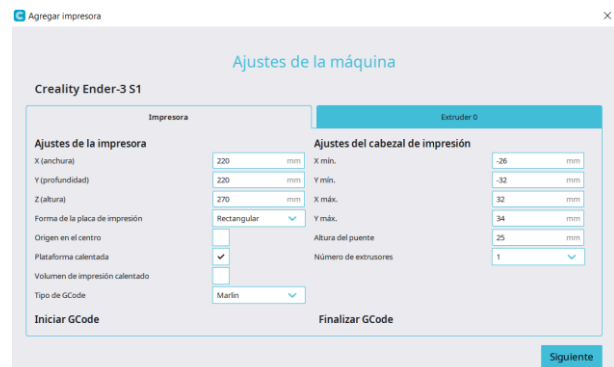 Agregar impresora
Ajustes de la máquina
Creality Ender-3 S1
Impresora
Extruder 0
Ajustes de la impresora
X (anchura) 220 mm
Y (profundidad) 220 mm
Z (altura) 270 mm
Forma de la placa de impresión Rectangular
Origen en el centro
Plataforma calentada
Volumen de impresión calentado
Tipo de GCode Marlin
Iniciar GCode
Ajustes del cabezal de impresión
X mín. -26 mm
Y mín. -32 mm
X máx. 32 mm
Y máx. 34 mm
Altura del puente 25 mm
Número de extrusores 1
Finalizar GCode
Siguiente